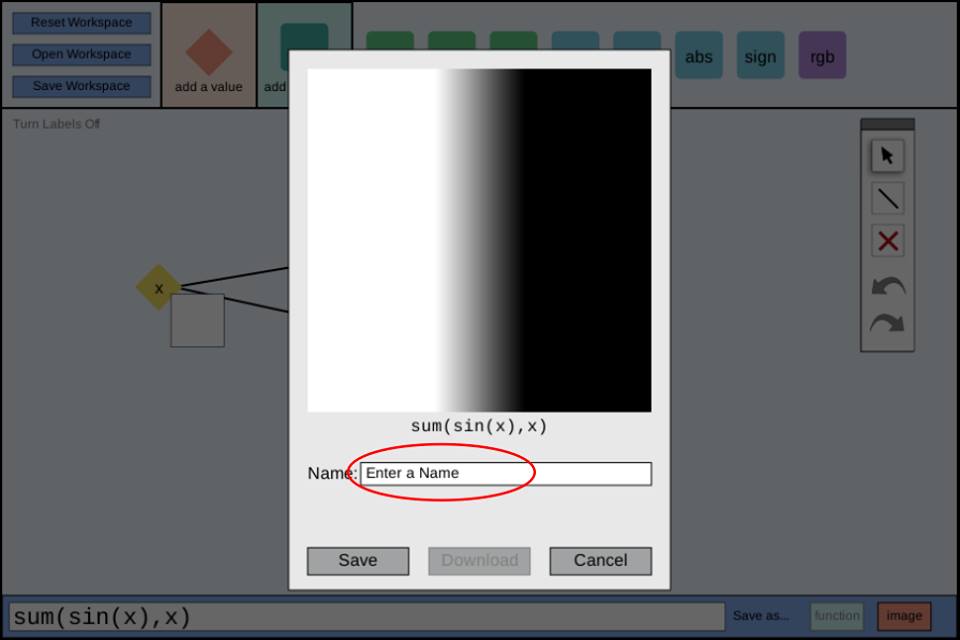 Reset Workspace
Open Workspace
Save Workspace
add a value
add
abs
sign
rgb
Turn Labels Off
x
sum(sin(x),x)
Name: Enter a Name
Save
Download
Cancel
sum(sin(x),x)
Save as...
function
image